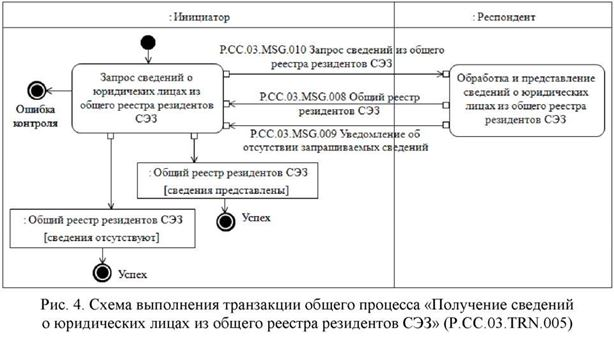 : Инициатор
: Респондент
P.CC.03.MSG.010 Запрос сведений из общего
реестра резидентов СЭЗ
Запрос сведений о
юридичеких лицах из
общего реестра резидентов
СЭЗ
Обработка и представление
сведений о юридических
лицах из общего реестра
резидентов СЭЗ
Ошибка
контроля
P.CC.03.MSG.008 Общий реестр
резидентов СЭЗ
P.CC.03.MSG.009 Уведомление об
отсутствии запрашиваемых сведений
: Общий реестр резидентов СЭЗ
[сведения представлены]
Успех
: Общий реестр резидентов СЭЗ
[сведения отсутствуют]
Успех
Рис. 4. Схема выполнения транзакции общего процесса «Получение сведений
о юридических лицах из общего реестра резидентов СЭЗ» (P.CC.03.TRN.005)